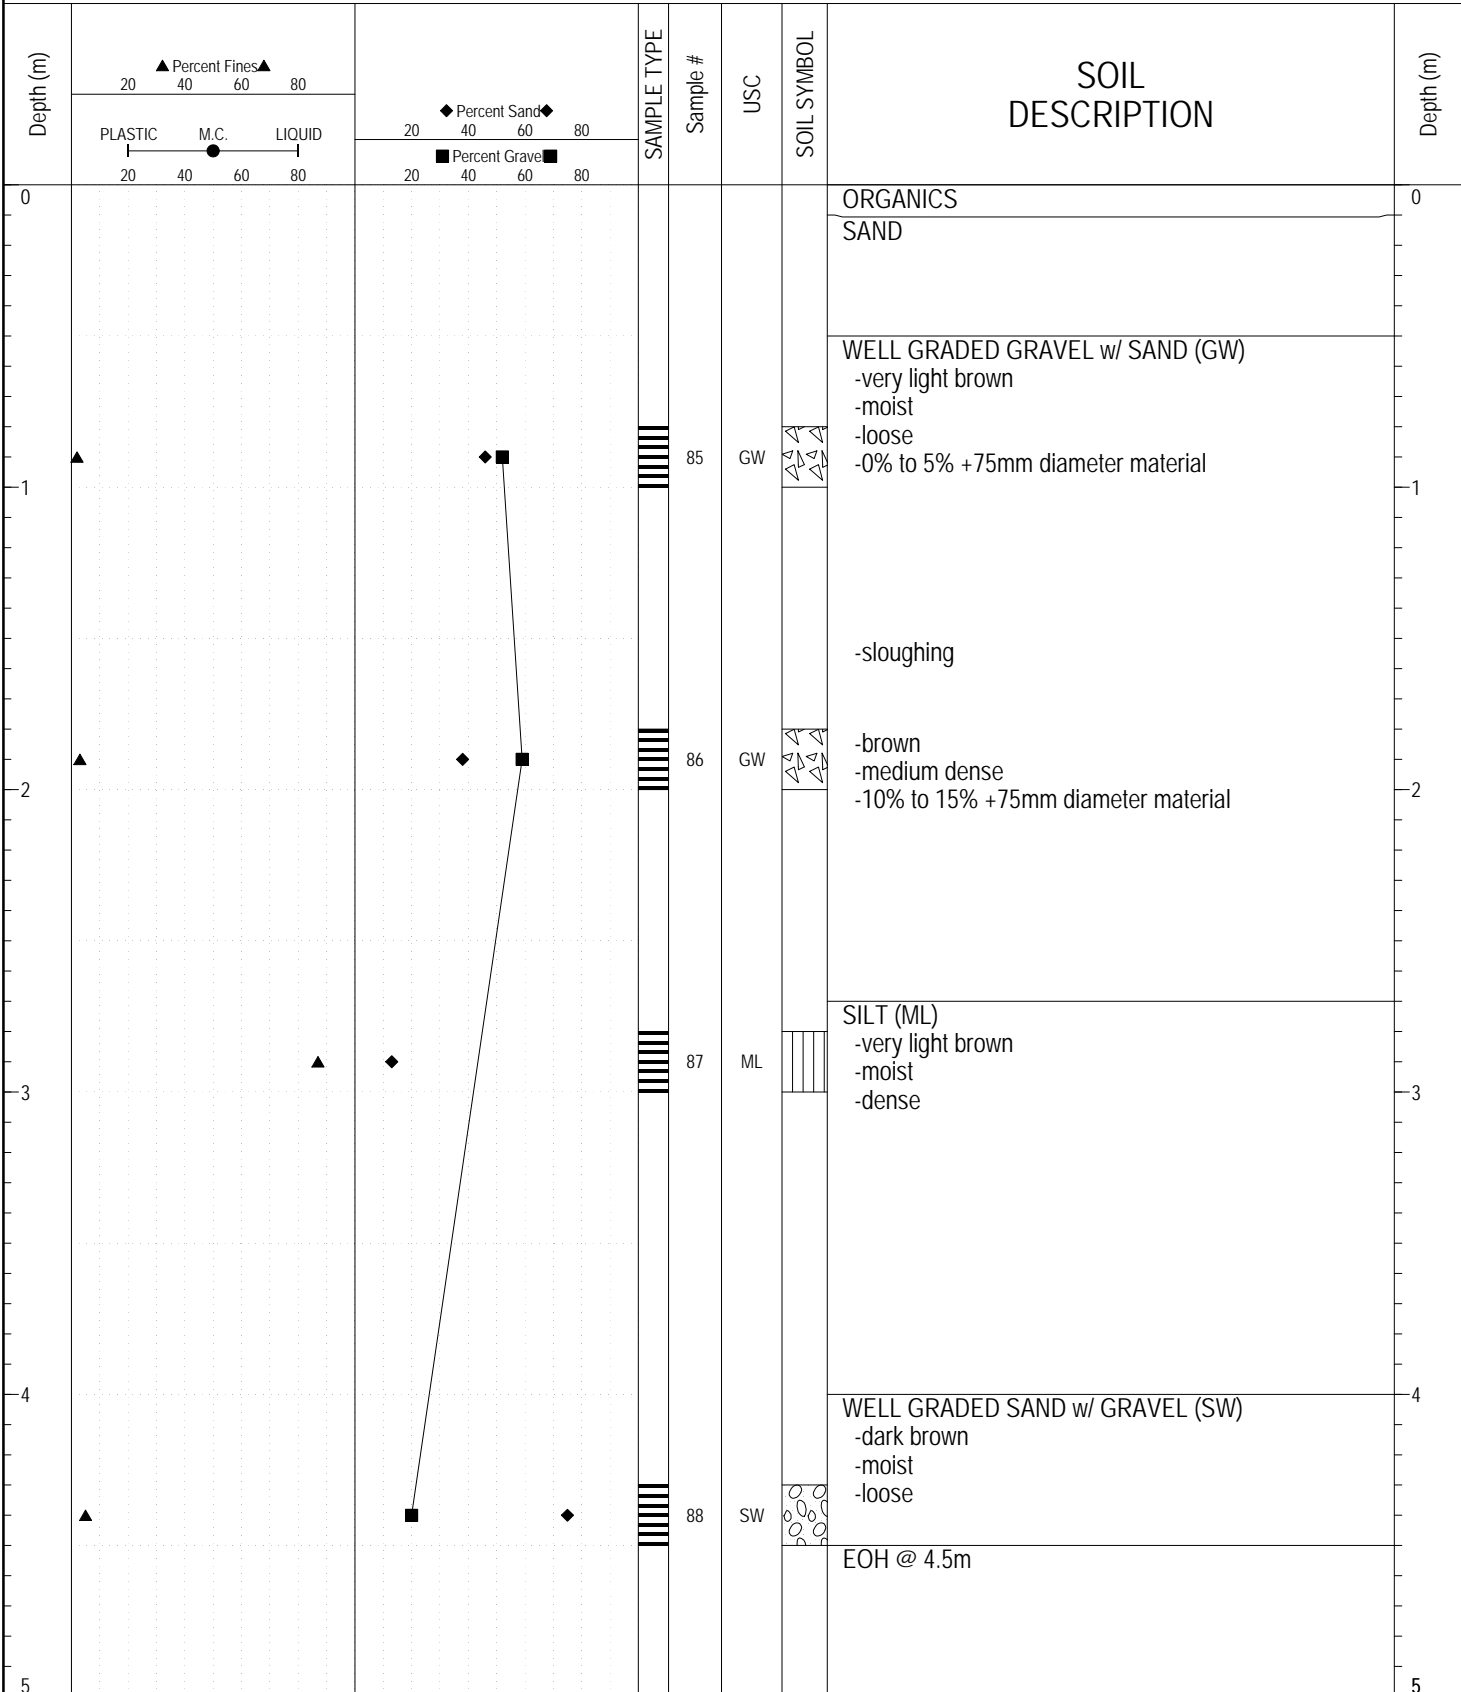 Depth (m)
▲ Percent Fines ▲
20 40 60 80
PLASTIC M.C. LIQUID
20 40 60 80
◆ Percent Sand ◆
20 40 60 80
■ Percent Gravel ■
20 40 60 80
SAMPLE TYPE
Sample #
USC
SOIL SYMBOL
SOIL
DESCRIPTION
Depth (m)
0 0
ORGANICS
SAND
WELL GRADED GRAVEL w/ SAND (GW)
-very light brown
-moist
-loose
85 GW
-0% to 5% +75mm diameter material
1 1
-sloughing
-brown
86 GW
-medium dense
2 2
-10% to 15% +75mm diameter material
SILT (ML)
-very light brown
87 ML
-moist
-dense
3 3
4 4
WELL GRADED SAND w/ GRAVEL (SW)
-dark brown
-moist
-loose
88 SW
EOH @ 4.5m
5 5